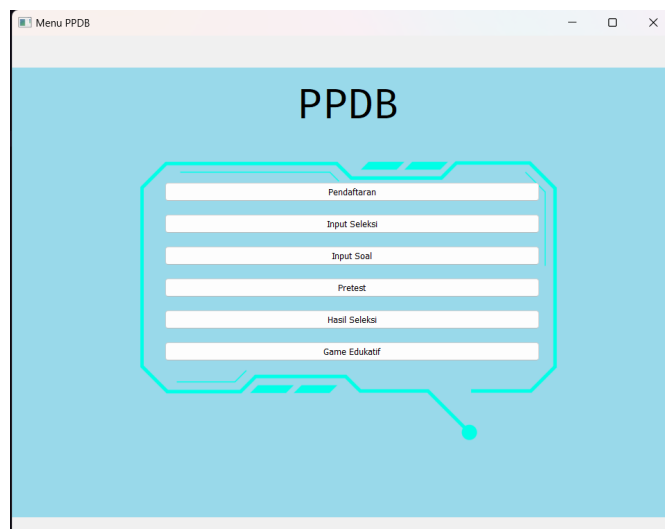 Menu PPDB
PPDB
Pendaftaran
Input Seleksi
Input Soal
Pretest
Hasil Seleksi
Game Edukatif